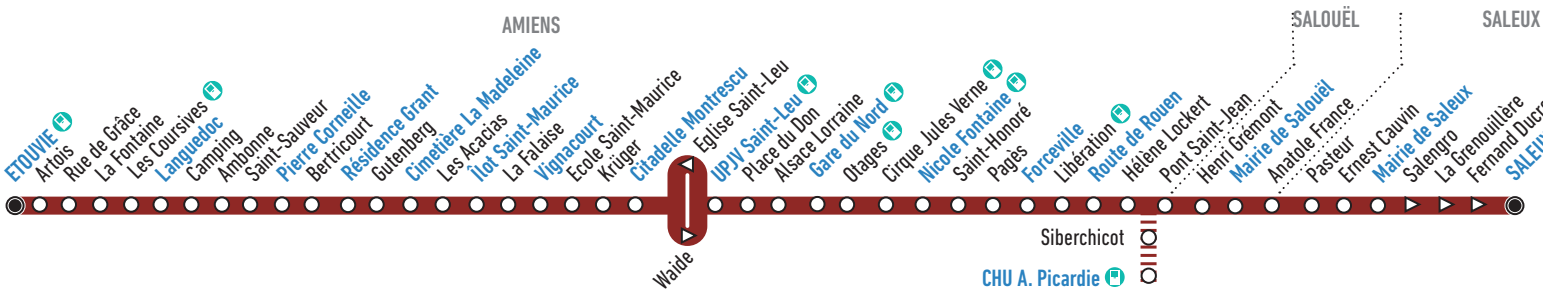 AMIENS
SALOUËL
SALEUX
ETOUVIE
Artois
Rue de Grâce
La Fontaine
Les Coursives
Languedoc
Camping
Ambonne
Saint-Sauveur
Pierre Corneille
Bertricourt
Résidence Grant
Gutenberg
Cimetière La Madeleine
Les Acacias
Îlot Saint-Maurice
La Falaise
Vignacourt
Ecole Saint-Maurice
Krüger
Citadelle Montrescu
Eglise Saint-Leu
Waide
UPJV Saint-Leu
Place du Don
Alsace Lorraine
Gare du Nord
Otages
Cirque Jules Verne
Nicole Fontaine
Saint-Honoré
Pagès
Forceville
Libération
Route de Rouen
Hélène Lockert
Pont Saint-Jean
Henri Grémont
Mairie de Salouël
Anatole France
Pasteur
Ernest Cauvin
Mairie de Saleux
Salengro
La Grenouillère
Fernand Ducr
SALEU
Siberchicot
CHU A. Picardie